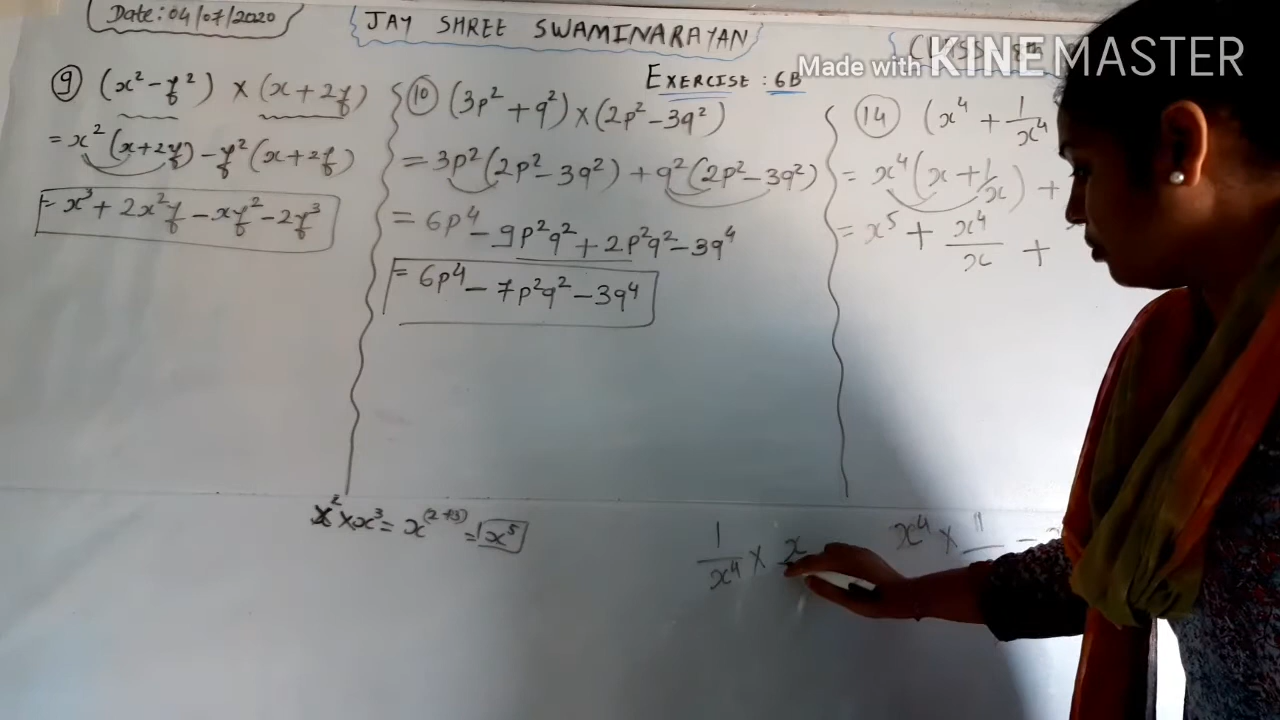 Date: 04/07/2020
JAY SHREE SWAMINARAYAN
Made with KINEMASTER
EXERCISE : 6B
⑨ (x² - y²) × (x + 2y)
= x² (x + 2y) - y² (x + 2y)
= x³ + 2x²y - xy² - 2y³
⑩ (3p² + q²) × (2p² - 3q²)
= 3p² (2p² - 3q²) + q² (2p² - 3q²)
= 6p⁴ - 9p²q² + 2p²q² - 3q⁴
= 6p⁴ - 7p²q² - 3q⁴
⑭ (x⁴ + 1/x⁴
= x⁴ (x + 1/x) +
= x⁵ + x⁴/x +
x² × x³ = x⁽²⁺³⁾ = x⁵
1/x⁴ × x
x⁴ × 1